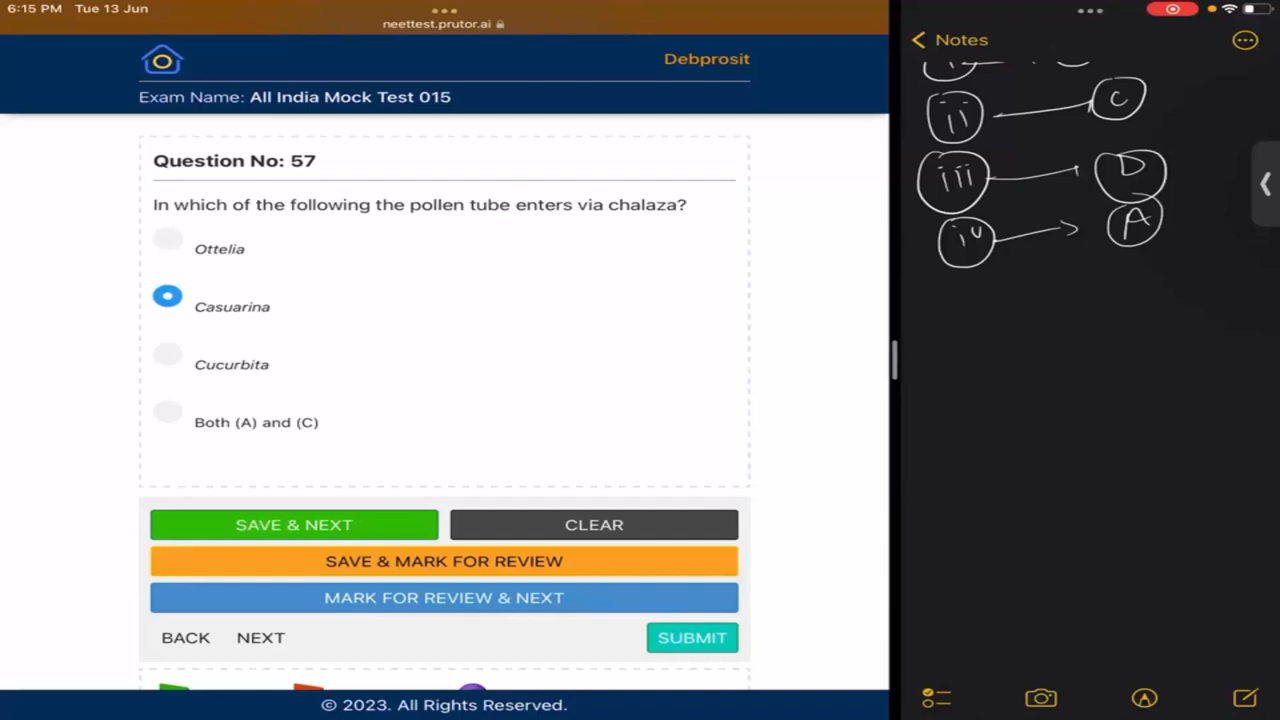 6:15 PM Tue 13 Jun
neettest.prutor.ai
Debprosit
Exam Name: All India Mock Test 015
Question No: 57
In which of the following the pollen tube enters via chalaza?
Ottelia
Casuarina
Cucurbita
Both (A) and (C)
SAVE & NEXT CLEAR
SAVE & MARK FOR REVIEW
MARK FOR REVIEW & NEXT
BACK NEXT SUBMIT
© 2023. All Rights Reserved.
Notes
ii C
iii D
iv A